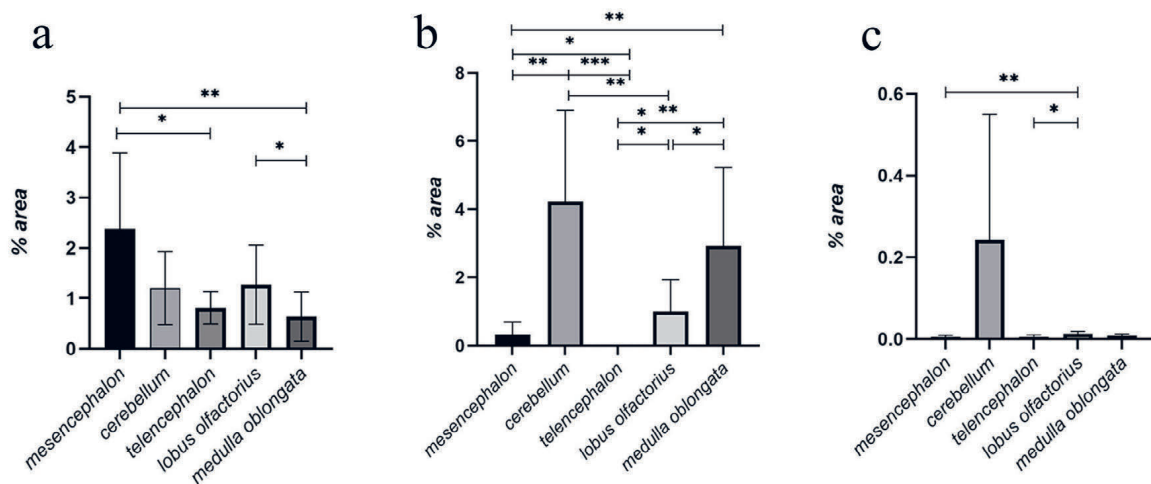 a
**
*
*
% area
5
4
3
2
1
0
mesencephalon
cerebellum
telencephalon
lobus olfactorius
medulla oblongata
b
**
*
** ***
**
* **
* *
% area
8
6
4
2
0
mesencephalon
cerebellum
telencephalon
lobus olfactorius
medulla oblongata
c
**
*
% area
0.6
0.4
0.2
0.0
mesencephalon
cerebellum
telencephalon
lobus olfactorius
medulla oblongata